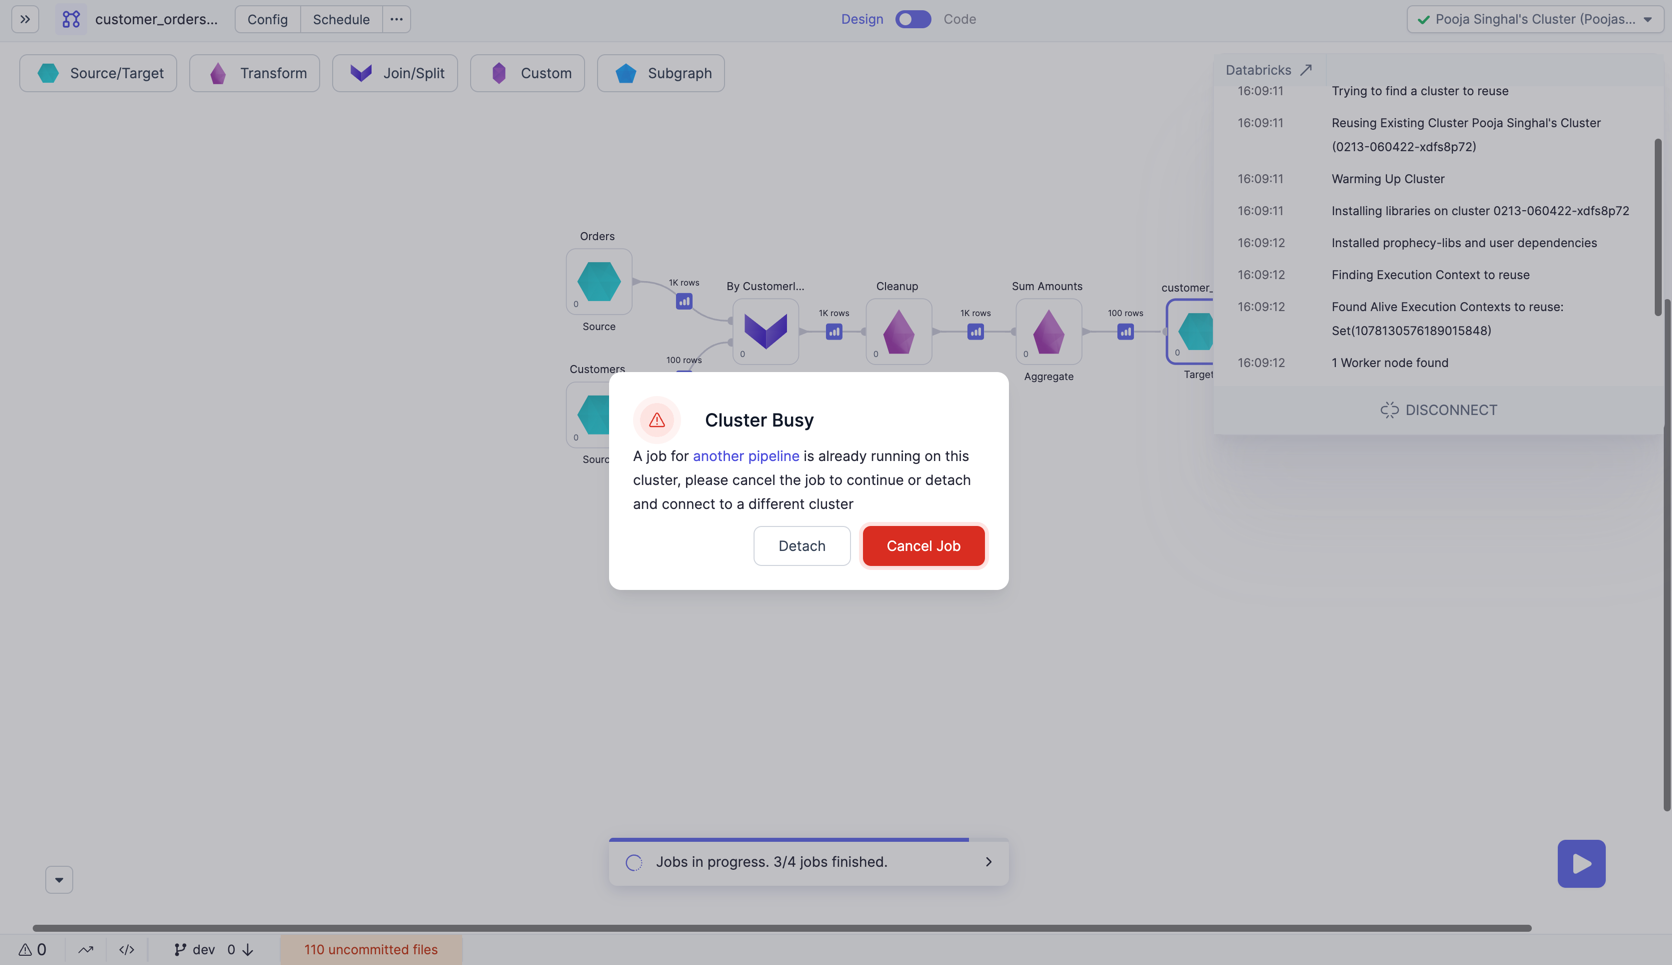 customer_orders...
Config
Schedule
...
Design
Code
Pooja Singhal's Cluster (Poojas...
Source/Target
Transform
Join/Split
Custom
Subgraph
Databricks
16:09:11 Trying to find a cluster to reuse
16:09:11 Reusing Existing Cluster Pooja Singhal's Cluster
(0213-060422-xdfs8p72)
16:09:11 Warming Up Cluster
16:09:11 Installing libraries on cluster 0213-060422-xdfs8p72
16:09:12 Installed prophecy-libs and user dependencies
16:09:12 Finding Execution Context to reuse
16:09:12 Found Alive Execution Contexts to reuse:
Set(1078130576189015848)
16:09:12 1 Worker node found
DISCONNECT
Orders
0
Source
1K rows
By CustomerI...
0
1K rows
Cleanup
0
1K rows
Sum Amounts
0
Aggregate
100 rows
customer_
0
Target
100 rows
Customers
0
Sourc
Cluster Busy
A job for another pipeline is already running on this
cluster, please cancel the job to continue or detach
and connect to a different cluster
Detach
Cancel Job
Jobs in progress. 3/4 jobs finished.
0
dev
0
110 uncommitted files